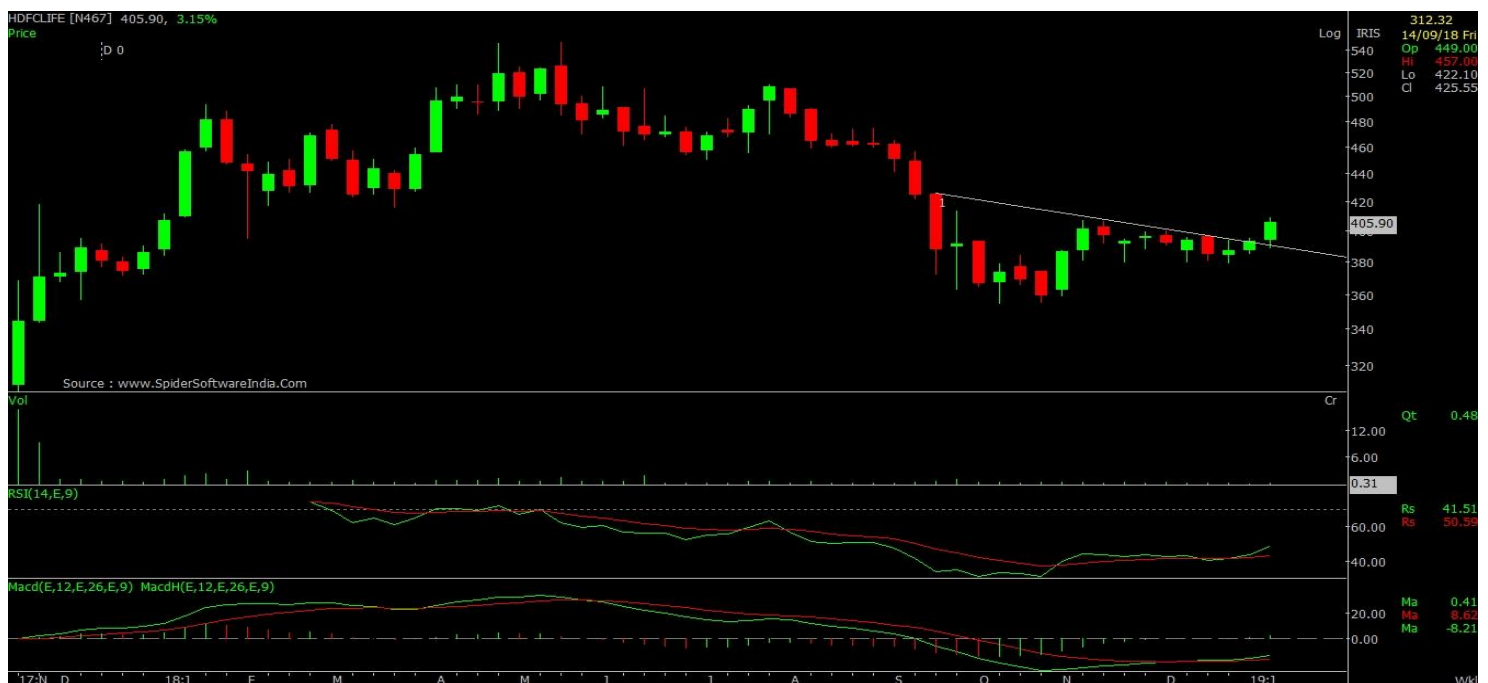 HDFCLIFE [N467] 405.90, 3.15%
Price
D 0
Log
IRIS
312.32
14/09/18 Fri
Op 449.00
Hi 457.00
Lo 422.10
Cl 425.55
540
520
500
480
460
440
420
405.90
380
360
340
320
1
Source : www.SpiderSoftwareIndia.Com
Vol
Cr
Qt 0.48
12.00
6.00
0.31
RSI(14,E,9)
Rs 41.51
Rs 50.59
60.00
40.00
Macd(E,12,E,26,E,9) MacdH(E,12,E,26,E,9)
Ma 0.41
Ma 8.62
Ma -8.21
20.00
0.00
17:N D 18:J F M A M J J A S O N D 19:J Wkl